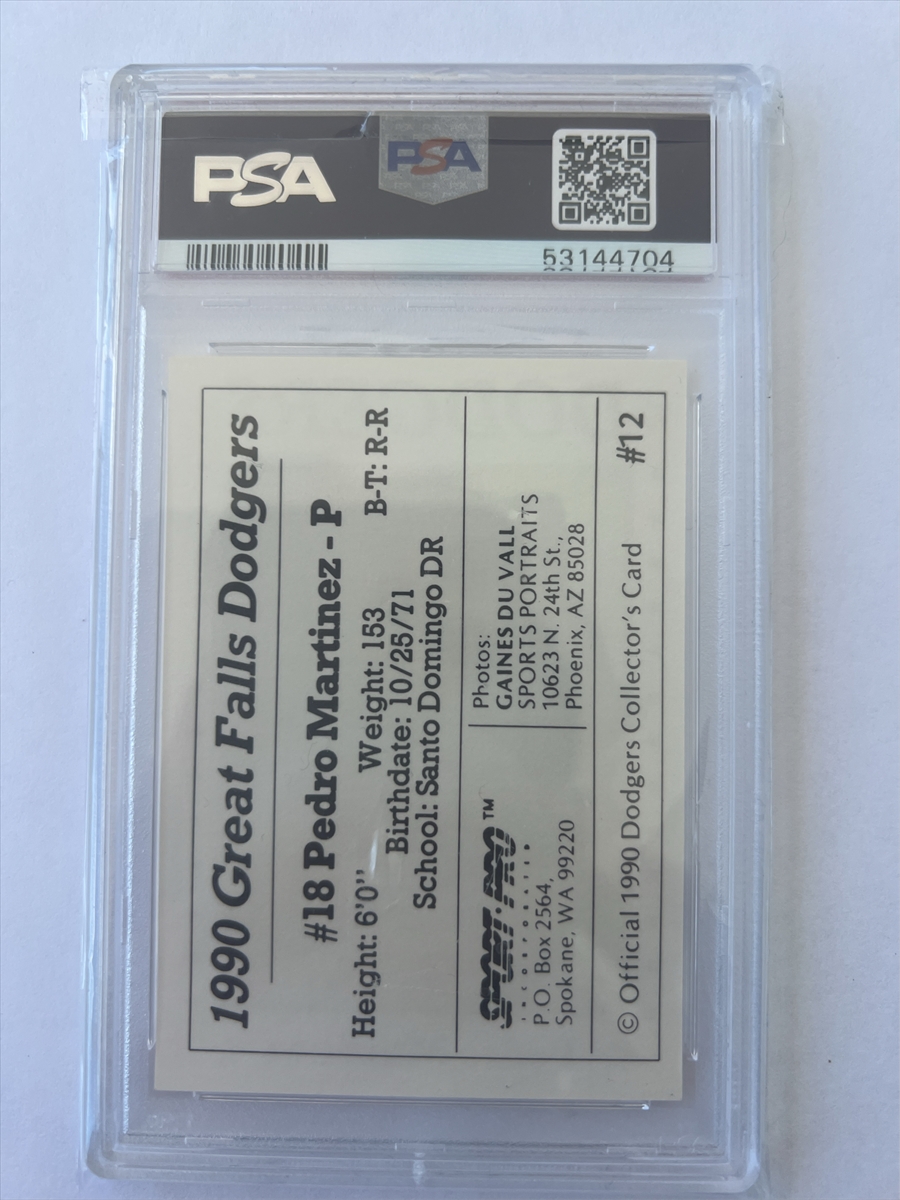 PSA
PSA
53144704
1990 Great Falls Dodgers
#18 Pedro Martinez - P
Height: 6'0'' Weight: 153 B-T: R-R
Birthdate: 10/25/71
School: Santo Domingo DR
SPORT PRO™
INCORPORATED
P.O. Box 2564,
Spokane, WA 99220
Photos:
GAINES DU VALL
SPORTS PORTRAITS
10623 N. 24th St.,
Phoenix, AZ 85028
© Official 1990 Dodgers Collector's Card #12